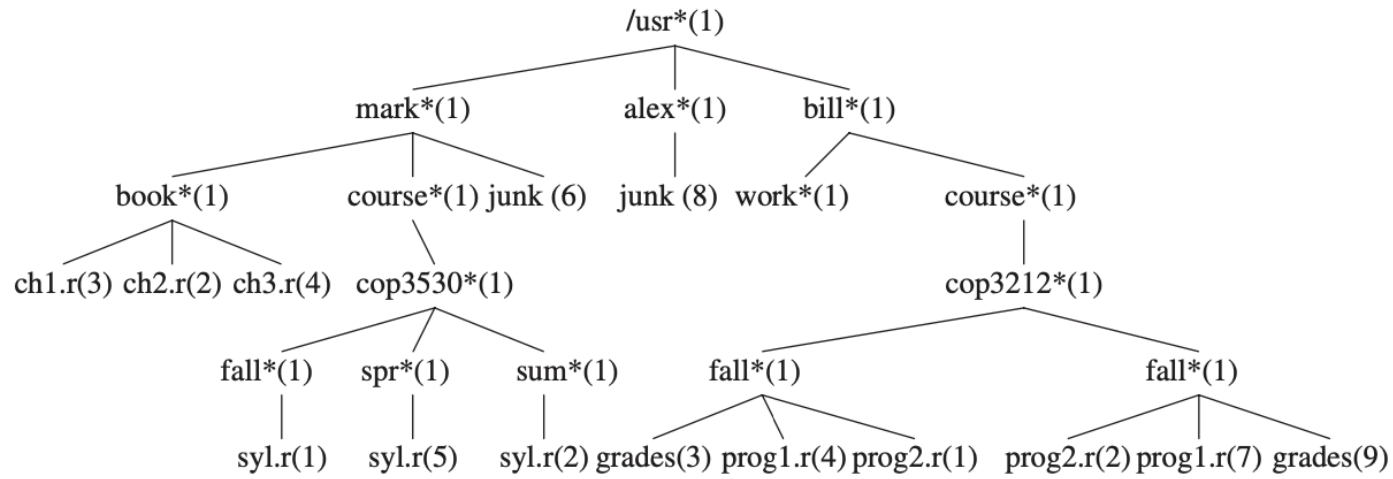 /usr*(1)
mark*(1) alex*(1) bill*(1)
book*(1) course*(1) junk (6) junk (8) work*(1) course*(1)
ch1.r(3) ch2.r(2) ch3.r(4) cop3530*(1) cop3212*(1)
fall*(1) spr*(1) sum*(1) fall*(1) fall*(1)
syl.r(1) syl.r(5) syl.r(2) grades(3) prog1.r(4) prog2.r(1) prog2.r(2) prog1.r(7) grades(9)